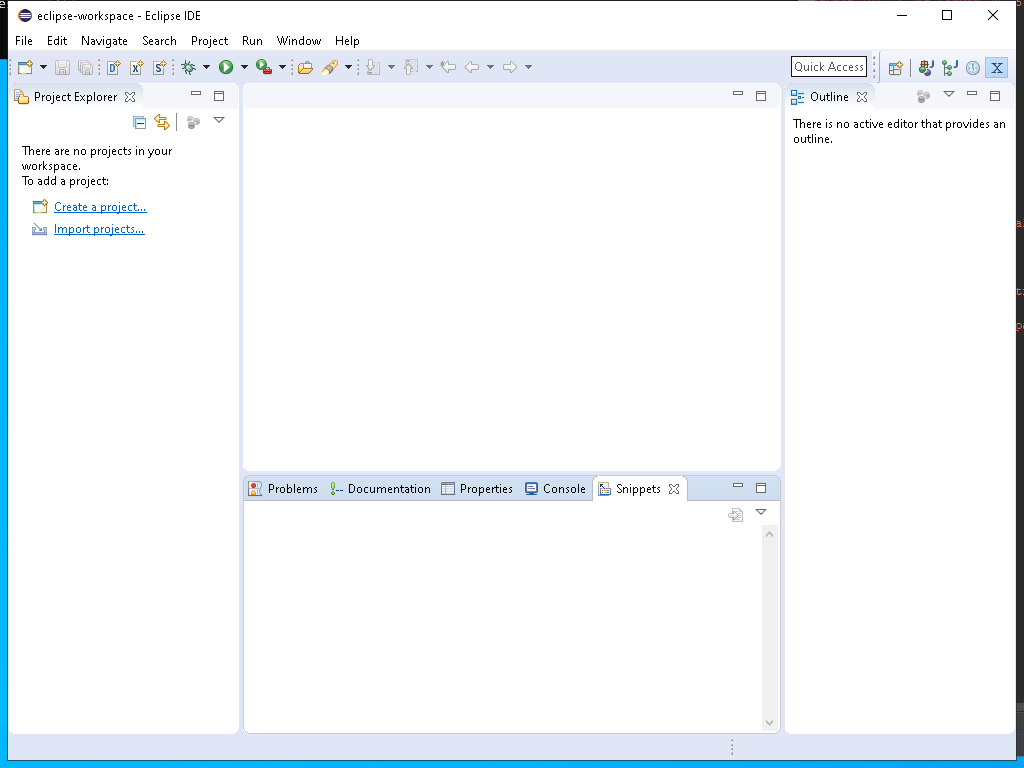 eclipse-workspace - Eclipse IDE
File Edit Navigate Search Project Run Window Help
Quick Access
Project Explorer
There are no projects in your
workspace.
To add a project:
Create a project...
Import projects...
Outline
There is no active editor that provides an
outline.
Problems Documentation Properties Console Snippets